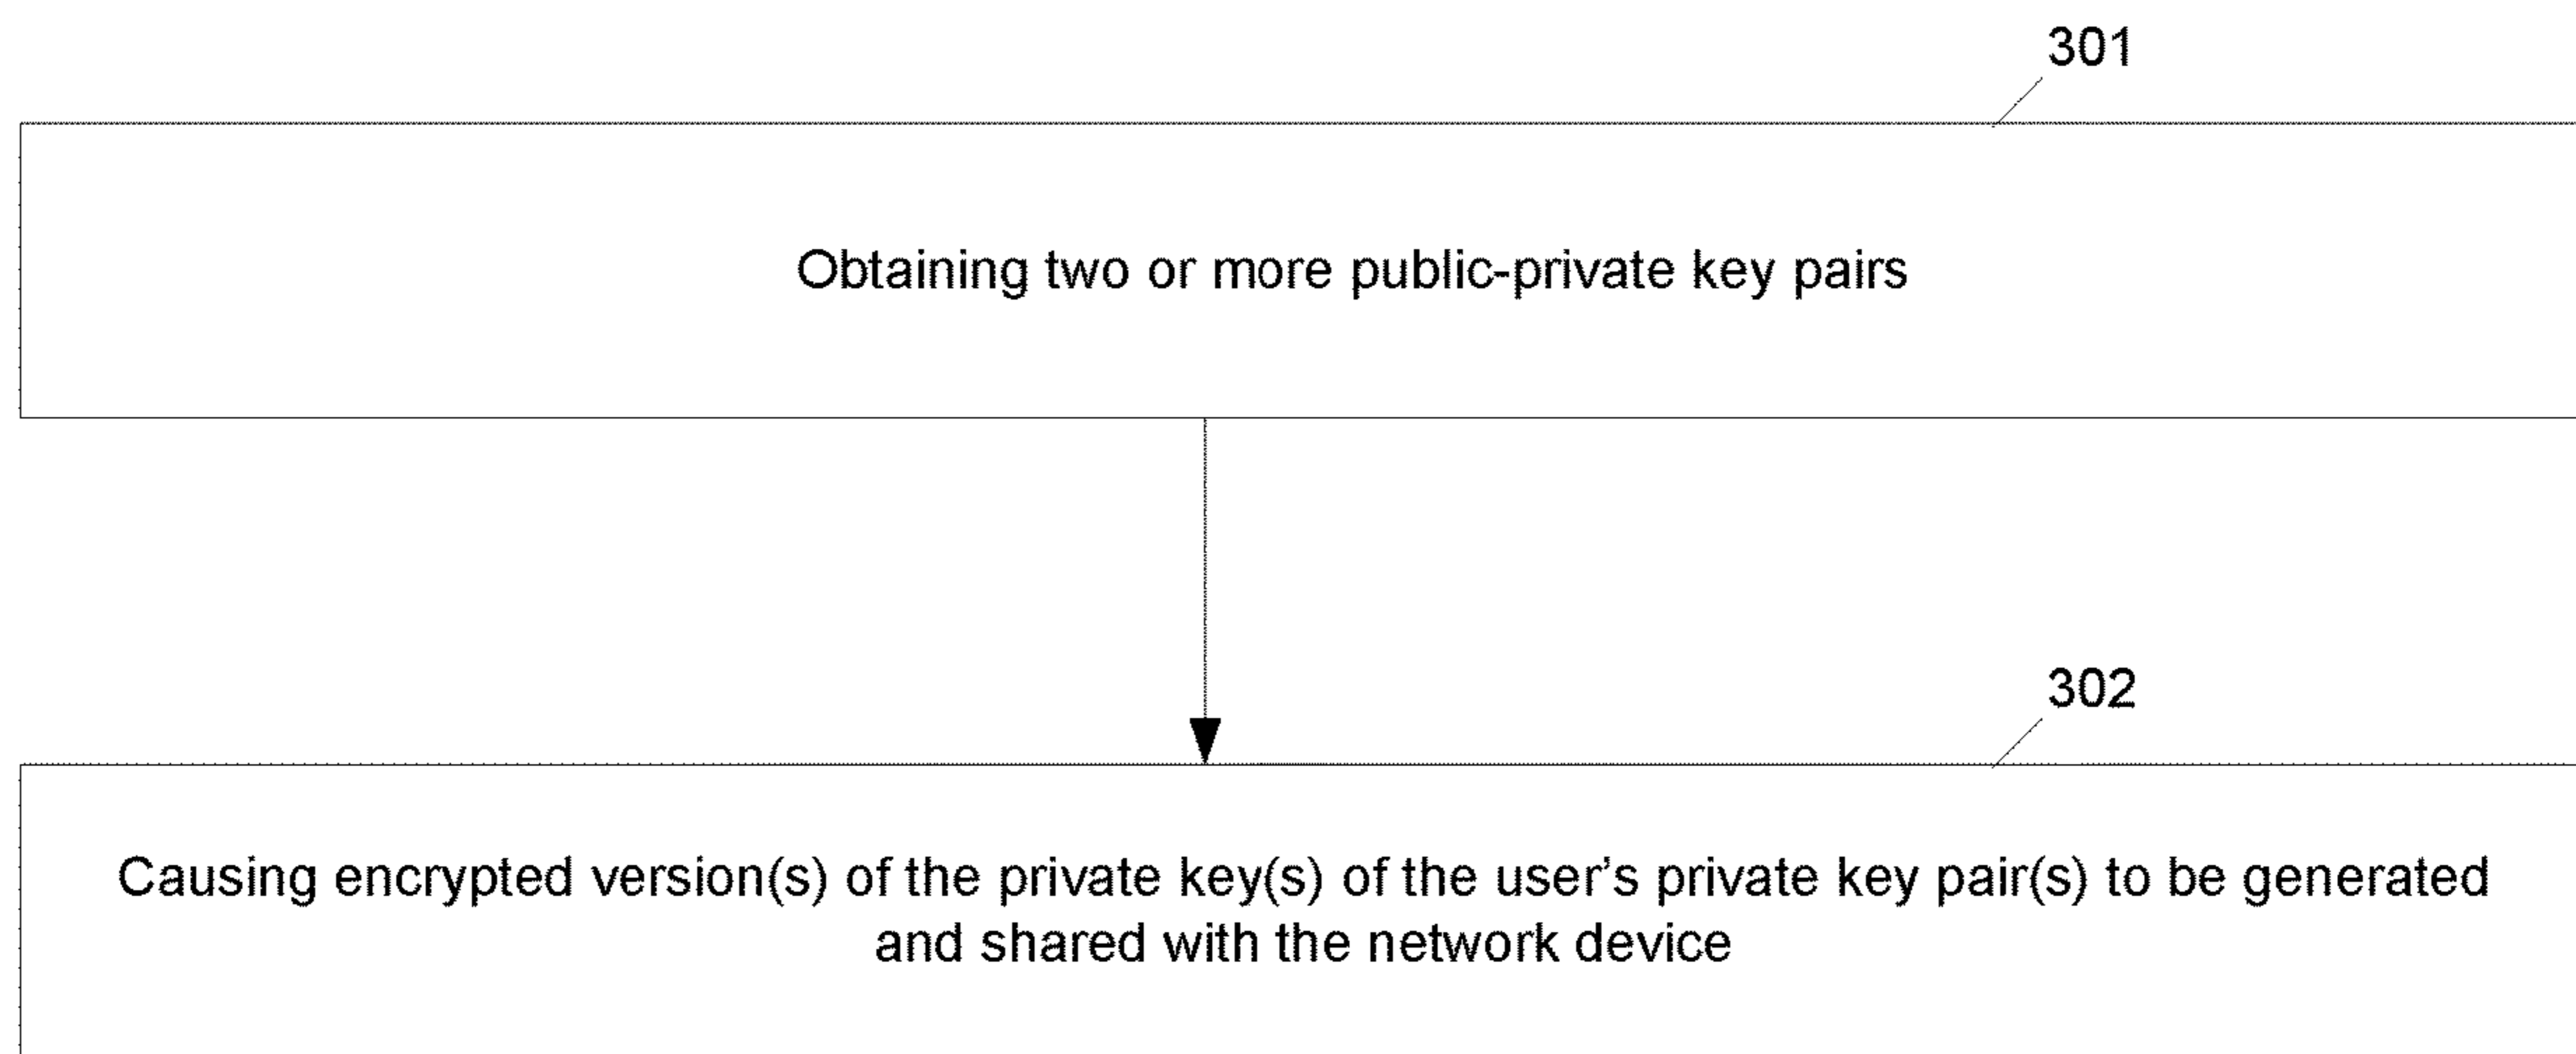 301
Obtaining two or more public-private key pairs
302
Causing encrypted version(s) of the private key(s) of the user's private key pair(s) to be generated
and shared with the network device